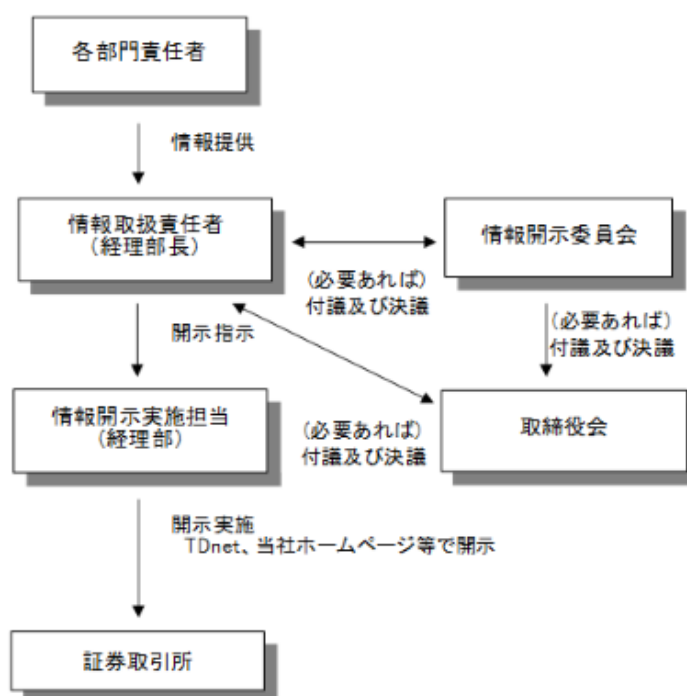 各部門責任者
情報提供
情報取扱責任者
(経理部長)
情報開示委員会
(必要あれば)
付議及び決議
(必要あれば)
付議及び決議
開示指示
情報開示実施担当
(経理部)
(必要あれば)
付議及び決議
取締役会
開示実施
TDnet、当社ホームページ等で開示
証券取引所